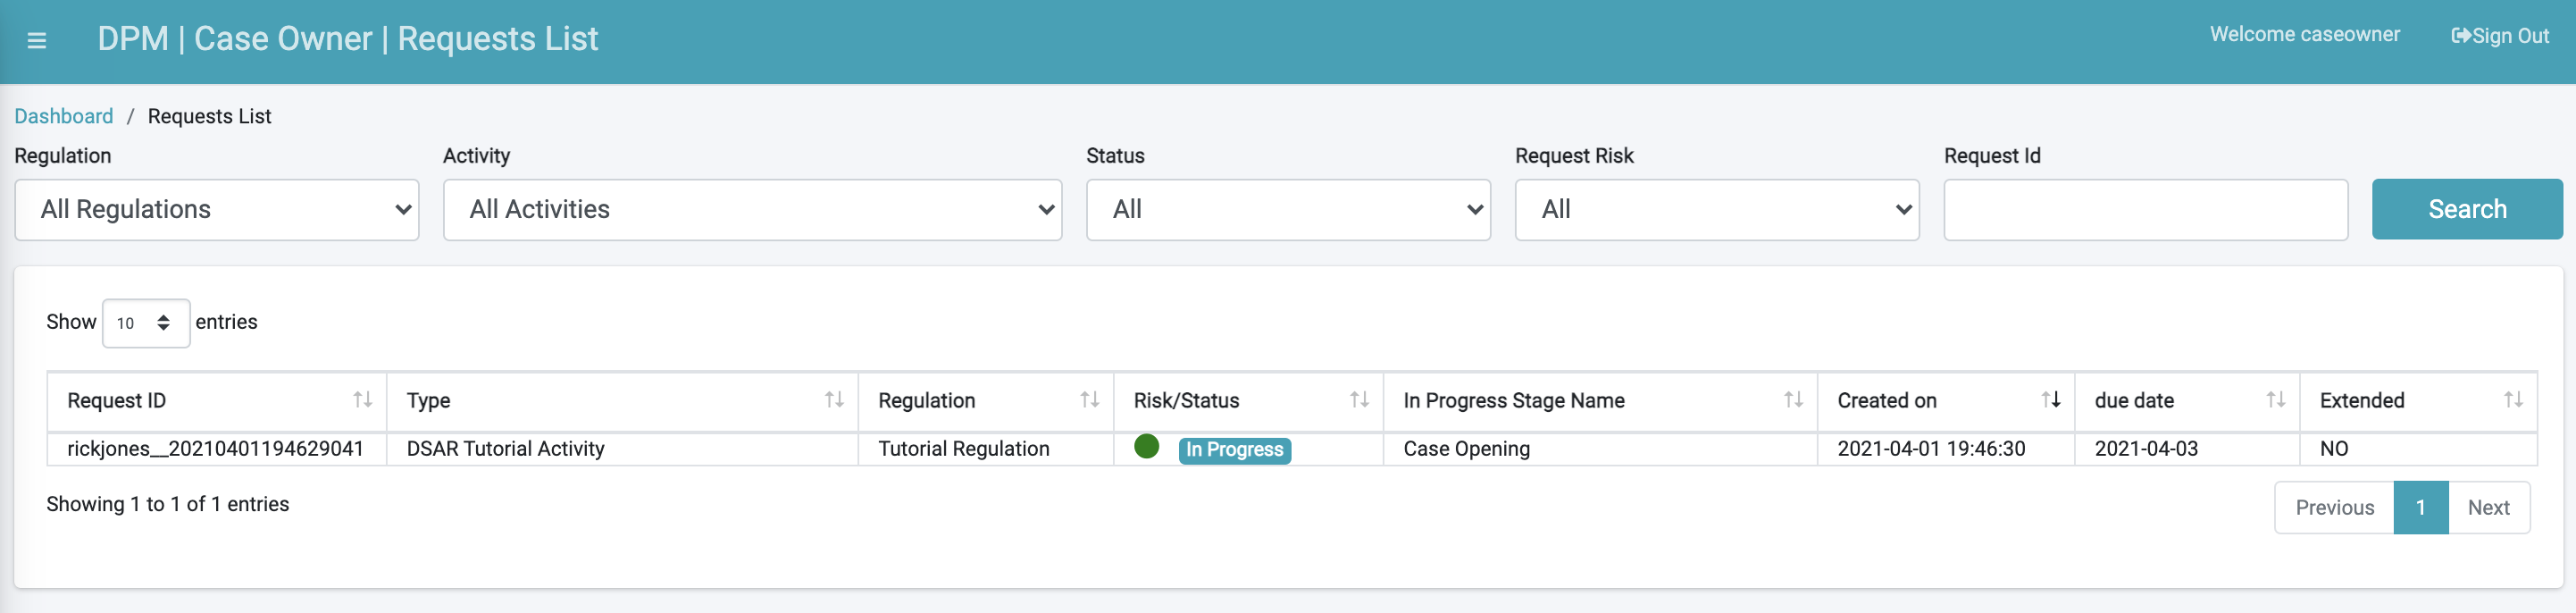 DPM | Case Owner | Requests List
Welcome caseowner
Sign Out
Dashboard / Requests List
Regulation Activity Status Request Risk Request Id
All Regulations All Activities All All Search
Show 10 entries
Request ID Type Regulation Risk/Status In Progress Stage Name Created on due date Extended
rickjones__20210401194629041 DSAR Tutorial Activity Tutorial Regulation In Progress Case Opening 2021-04-01 19:46:30 2021-04-03 NO
Showing 1 to 1 of 1 entries
Previous 1 Next